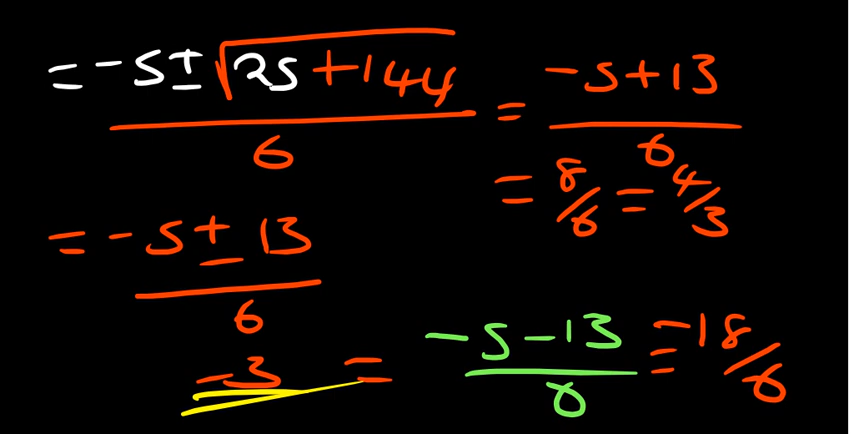 = -5 ± √25 + 144 / 6 = -5 + 13 / 6
= 8/6 = 4/3
= -5 ± 13 / 6
-3 = -5 - 13 / 6 = -18/6